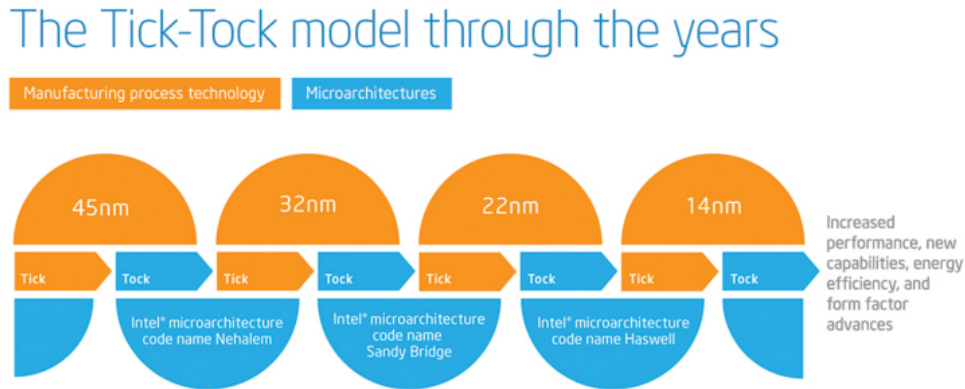 The Tick-Tock model through the years
Manufacturing process technology
Microarchitectures
45nm
32nm
22nm
14nm
Tick
Tock
Tick
Tock
Tick
Tock
Tick
Tock
Intel® microarchitecture
code name Nehalem
Intel® microarchitecture
code name
Sandy Bridge
Intel® microarchitecture
code name Haswell
Increased
performance, new
capabilities, energy
efficiency, and
form factor
advances